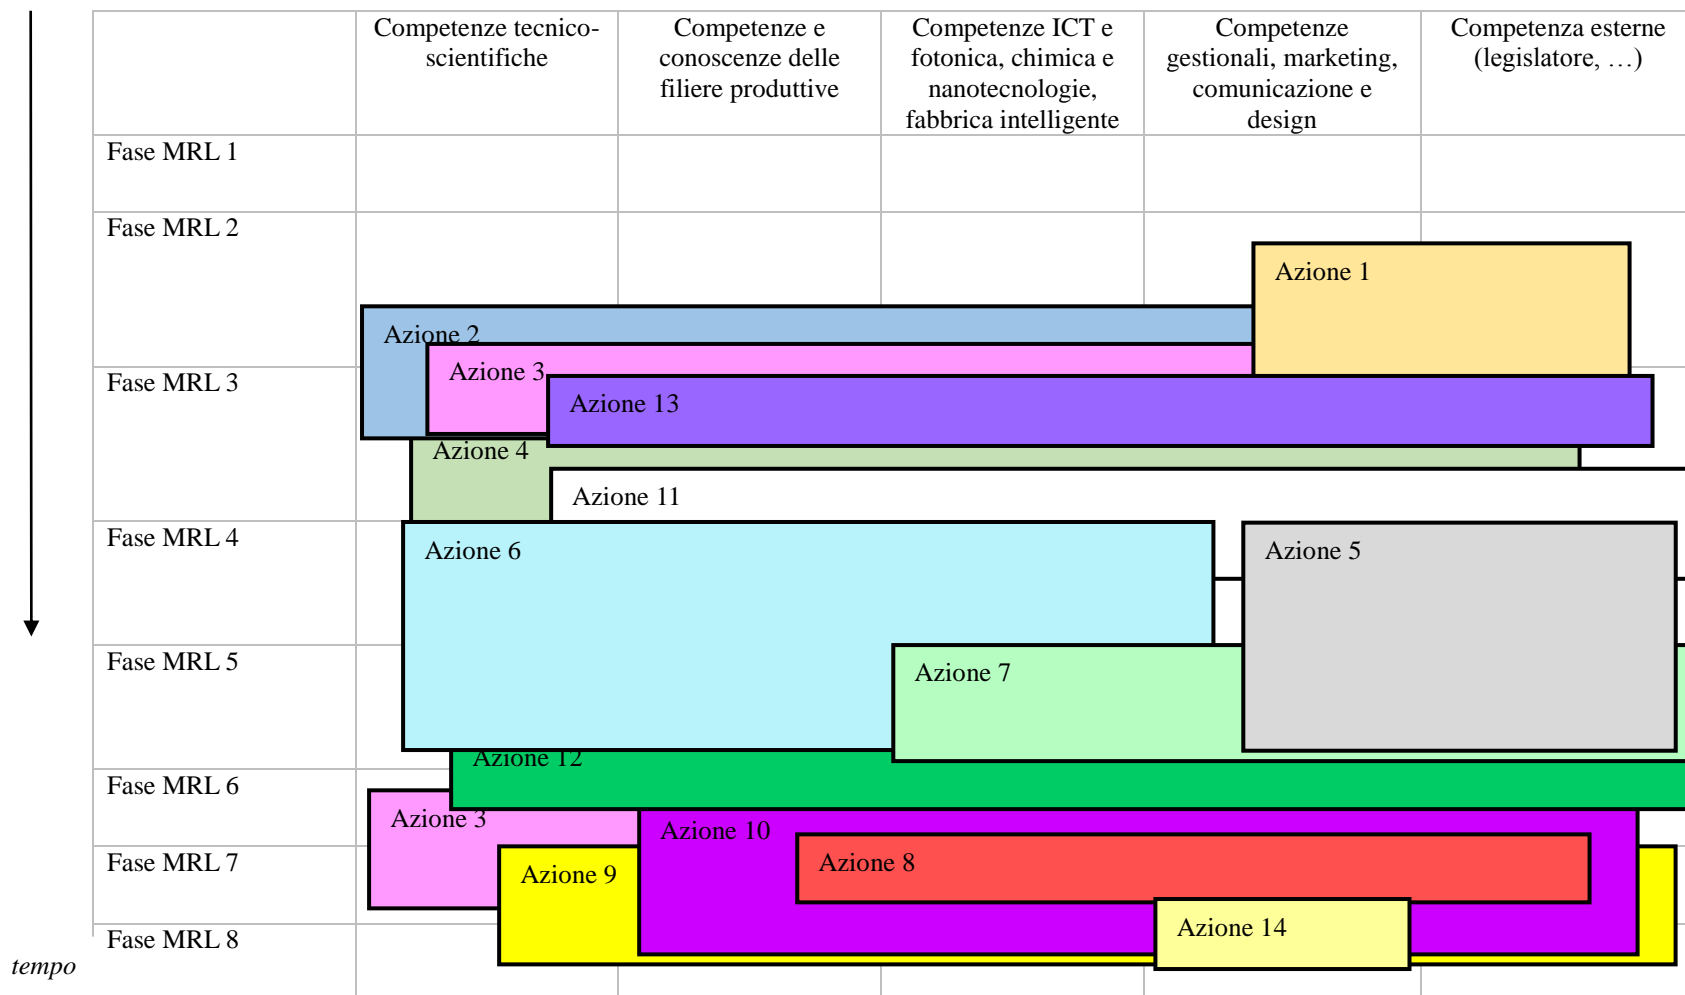 Competenze tecnico-
scientifiche
Competenze e
conoscenze delle
filiere produttive
Competenze ICT e
fotonica, chimica e
nanotecnologie,
fabbrica intelligente
Competenze
gestionali, marketing,
comunicazione e
design
Competenza esterne
(legislatore, …)
Fase MRL 1
Fase MRL 2
Azione 1
Azione 2
Fase MRL 3
Azione 3
Azione 13
Azione 4
Azione 11
Fase MRL 4
Azione 6
Azione 5
Fase MRL 5
Azione 7
Azione 12
Fase MRL 6
Azione 3
Azione 10
Fase MRL 7
Azione 9
Azione 8
Fase MRL 8
Azione 14
tempo